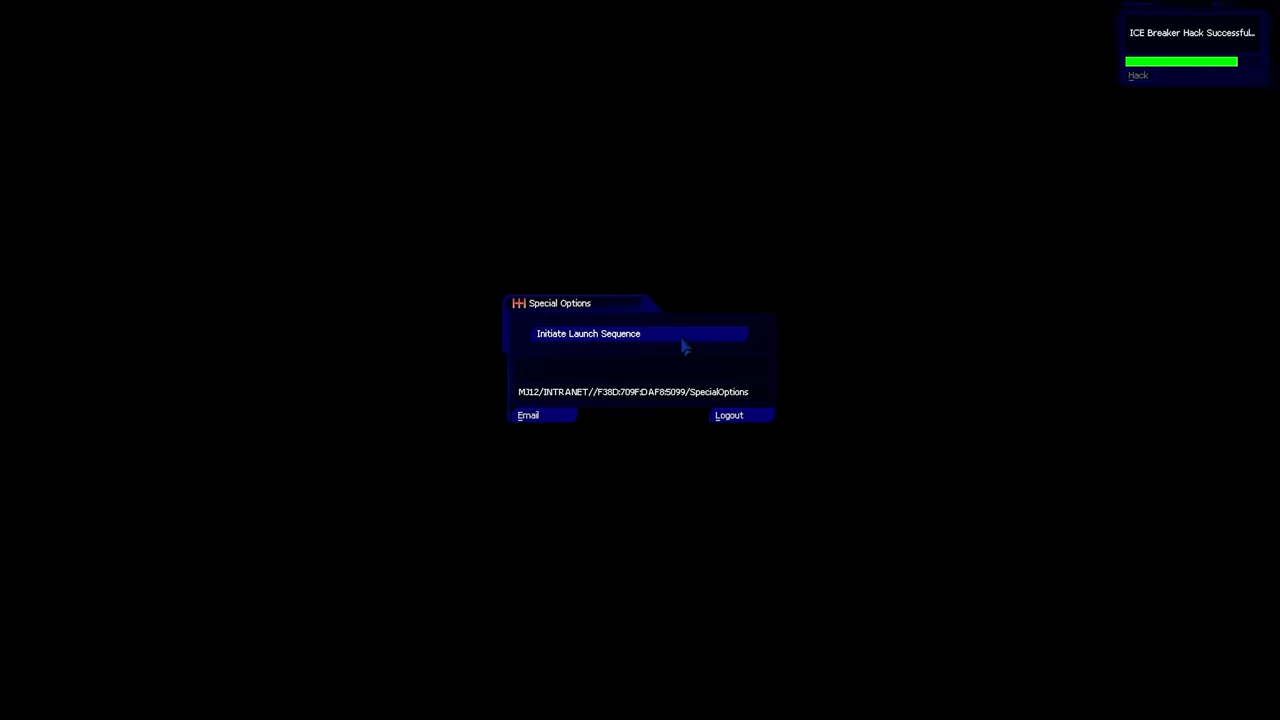 ICE Breaker Hack Successful...
Hack
Special Options
Initiate Launch Sequence
MJ12/INTRANET//F38D:709F:DAF8:5099/SpecialOptions
Email
Logout